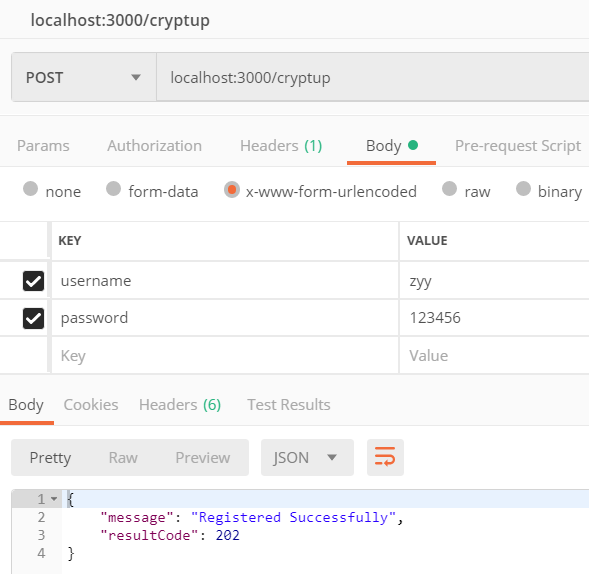 localhost:3000/cryptup
POST localhost:3000/cryptup
Params Authorization Headers (1) Body Pre-request Script
none form-data x-www-form-urlencoded raw binary
KEY VALUE
username zyy
password 123456
Key Value
Body Cookies Headers (6) Test Results
Pretty Raw Preview JSON
1 {
2 "message": "Registered Successfully",
3 "resultCode": 202
4 }